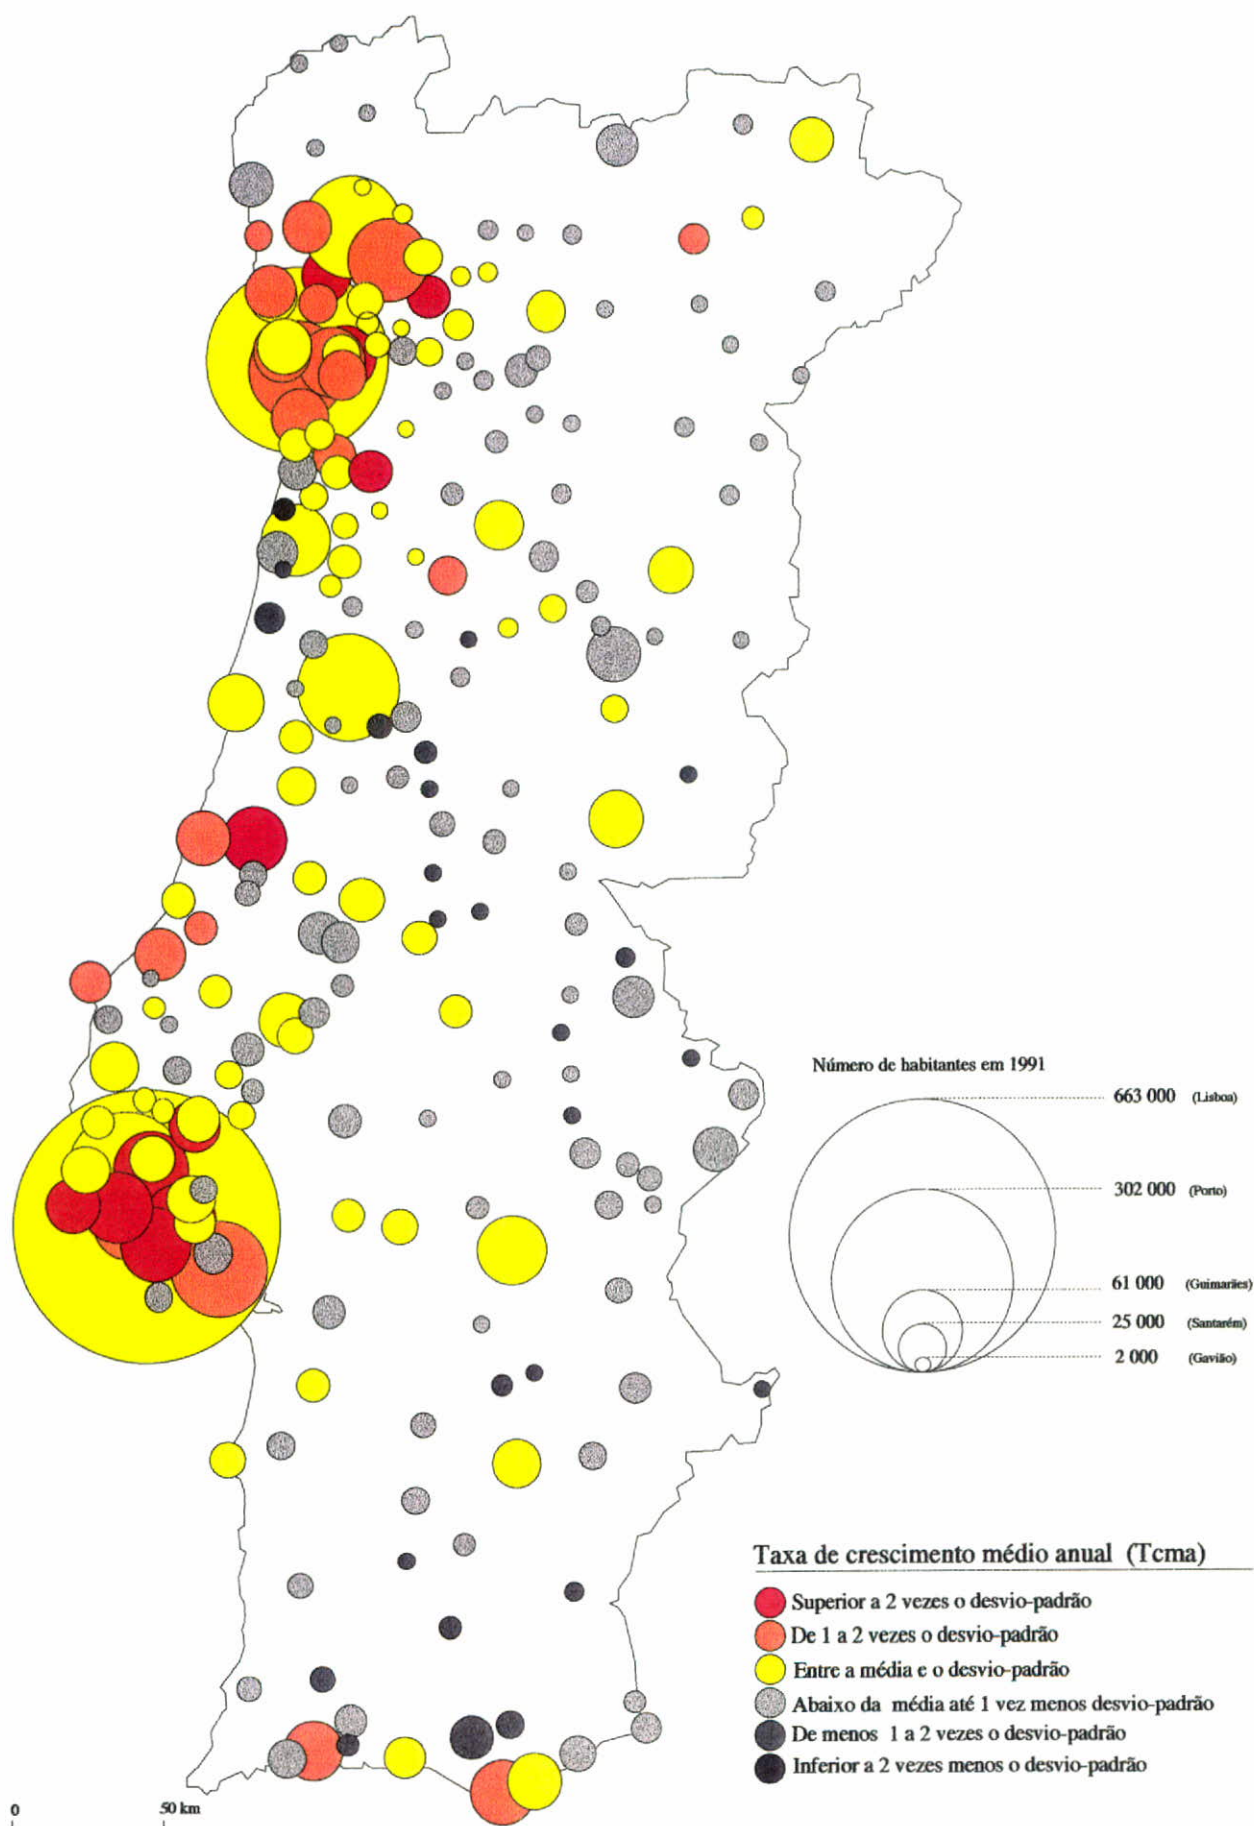 Número de habitantes em 1991
663 000 (Lisboa)
302 000 (Porto)
61 000 (Guimarães)
25 000 (Santarém)
2 000 (Gavião)
Taxa de crescimento médio anual (Tcma)
Superior a 2 vezes o desvio-padrão
De 1 a 2 vezes o desvio-padrão
Entre a média e o desvio-padrão
Abaixo da média até 1 vez menos desvio-padrão
De menos 1 a 2 vezes o desvio-padrão
Inferior a 2 vezes menos o desvio-padrão
0 50 km